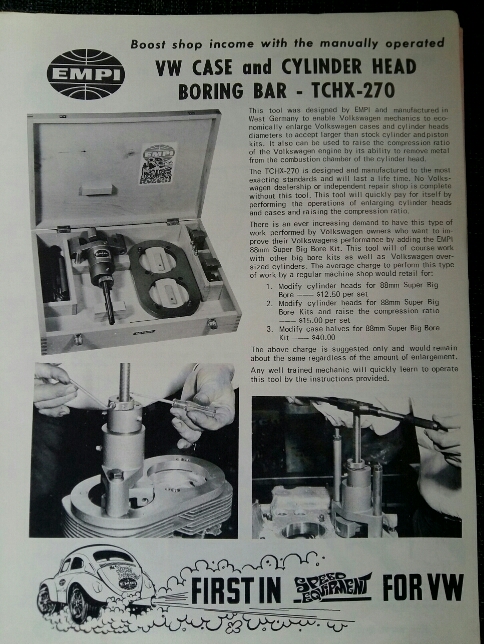 Boost shop income with the manually operated
EMPI
VW CASE and CYLINDER HEAD
BORING BAR - TCHX-270
This tool was designed by EMPI and manufactured in
West Germany to enable Volkswagen mechanics to eco-
nomically enlarge Volkswagen cases and cylinder heads
diameters to accept larger than stock cylinder and piston
kits. It also can be used to raise the compression ratio
of the Volkswagen engine by its ability to remove metal
from the combustion chamber of the cylinder head.
The TCHX-270 is designed and manufactured to the most
exacting standards and will last a life time. No Volks-
wagen dealership or independent repair shop is complete
without this tool. This tool will quickly pay for itself by
performing the operations of enlarging cylinder heads
and cases and raising the compression ratio.
There is an ever increasing demand to have this type of
work performed by Volkswagen owners who want to im-
prove their Volkswagens performance by adding the EMPI
88mm Super Big Bore Kit. This tool will of course work
with other big bore kits as well as Volkswagen over-
sized cylinders. The average charge to perform this type
of work by a regular machine shop would retail for:
1. Modify cylinder heads for 88mm Super Big
Bore — $12.50 per set
2. Modify cylinder heads for 88mm Super Big
Bore Kits and raise the compression ratio
— $15.00 per set
3. Modify case halves for 88mm Super Big Bore
Kit — $40.00
The above charge is suggested only and would remain
about the same regardless of the amount of enlargement.
Any well trained mechanic will quickly learn to operate
this tool by the instructions provided.
FIRST IN SPEED EQUIPMENT FOR VW